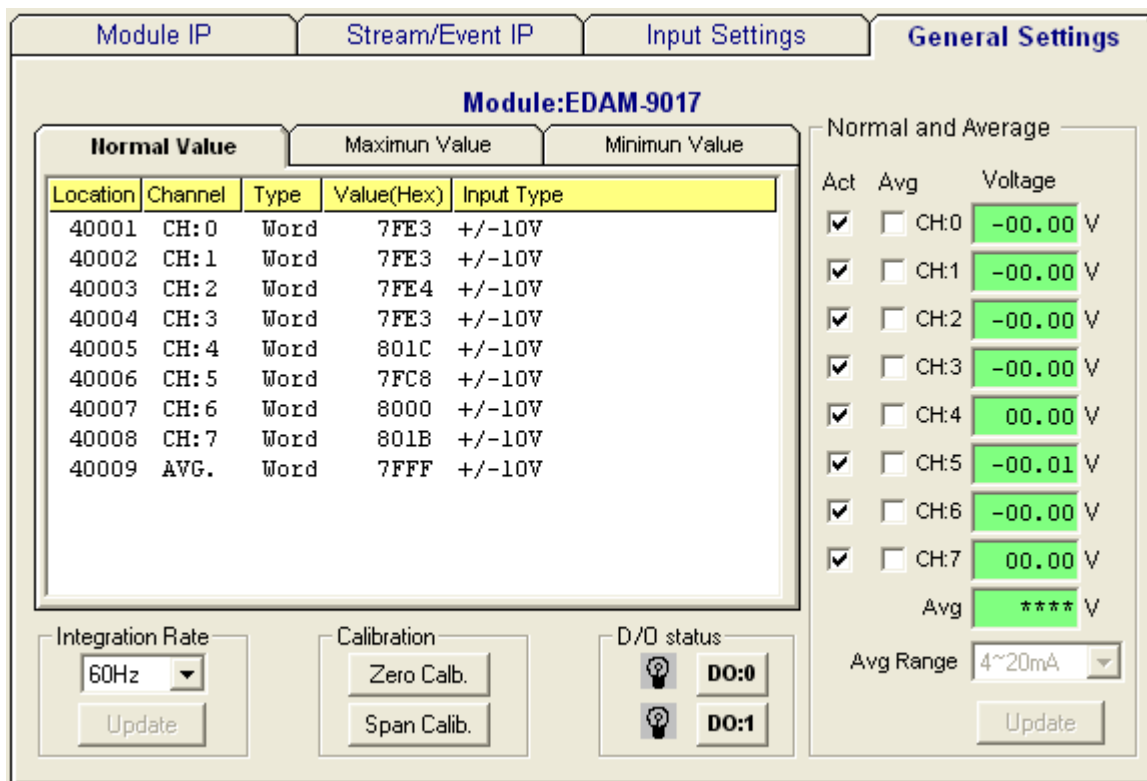 Module IP Stream/Event IP Input Settings General Settings
Module:EDAM-9017
Normal Value Maximun Value Minimun Value
Location Channel Type Value(Hex) Input Type
40001 CH:0 Word 7FE3 +/-10V
40002 CH:1 Word 7FE3 +/-10V
40003 CH:2 Word 7FE4 +/-10V
40004 CH:3 Word 7FE3 +/-10V
40005 CH:4 Word 801C +/-10V
40006 CH:5 Word 7FC8 +/-10V
40007 CH:6 Word 8000 +/-10V
40008 CH:7 Word 801B +/-10V
40009 AVG. Word 7FFF +/-10V
Normal and Average
Act Avg Voltage
CH:0 -00.00 V
CH:1 -00.00 V
CH:2 -00.00 V
CH:3 -00.00 V
CH:4 00.00 V
CH:5 -00.01 V
CH:6 -00.00 V
CH:7 00.00 V
Avg **** V
Avg Range 4~20mA
Update
Integration Rate
60Hz
Update
Calibration
Zero Calb.
Span Calib.
D/O status
DO:0
DO:1